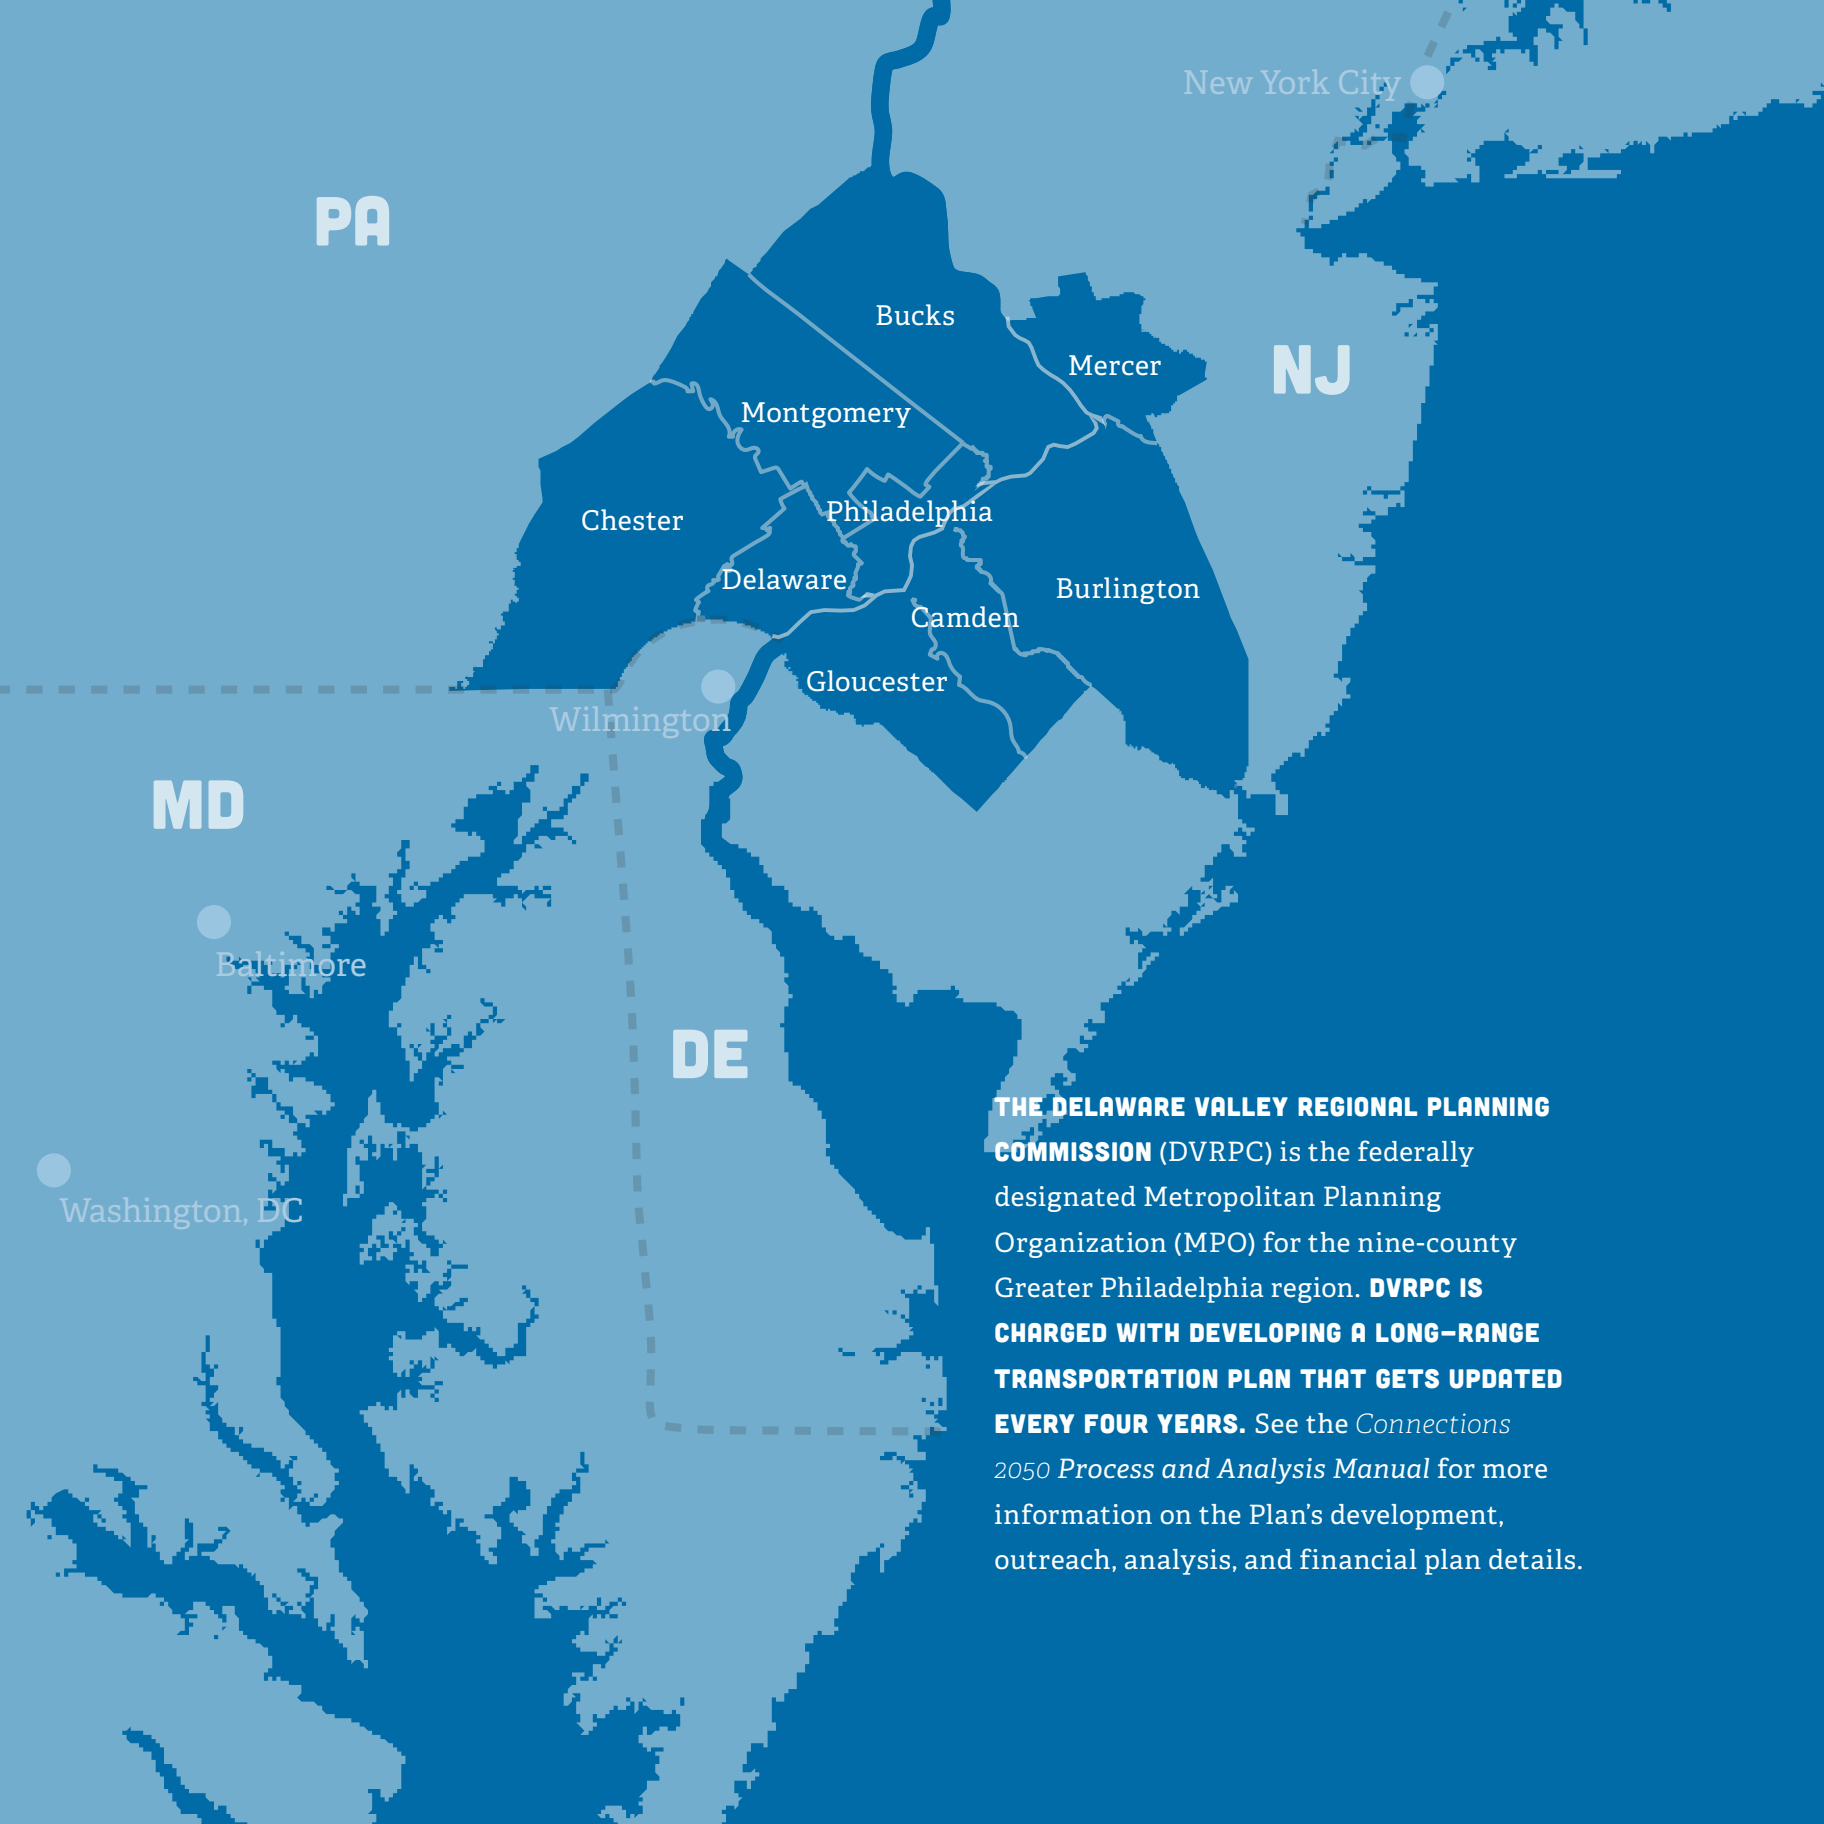 New York City
PA
Bucks
Mercer
NJ
Montgomery
Philadelphia
Chester
Delaware
Burlington
Camden
Gloucester
Wilmington
MD
Baltimore
DE
Washington, DC
THE DELAWARE VALLEY REGIONAL PLANNING
COMMISSION (DVRPC) is the federally
designated Metropolitan Planning
Organization (MPO) for the nine-county
Greater Philadelphia region. DVRPC IS
CHARGED WITH DEVELOPING A LONG-RANGE
TRANSPORTATION PLAN THAT GETS UPDATED
EVERY FOUR YEARS. See the Connections
2050 Process and Analysis Manual for more
information on the Plan’s development,
outreach, analysis, and financial plan details.